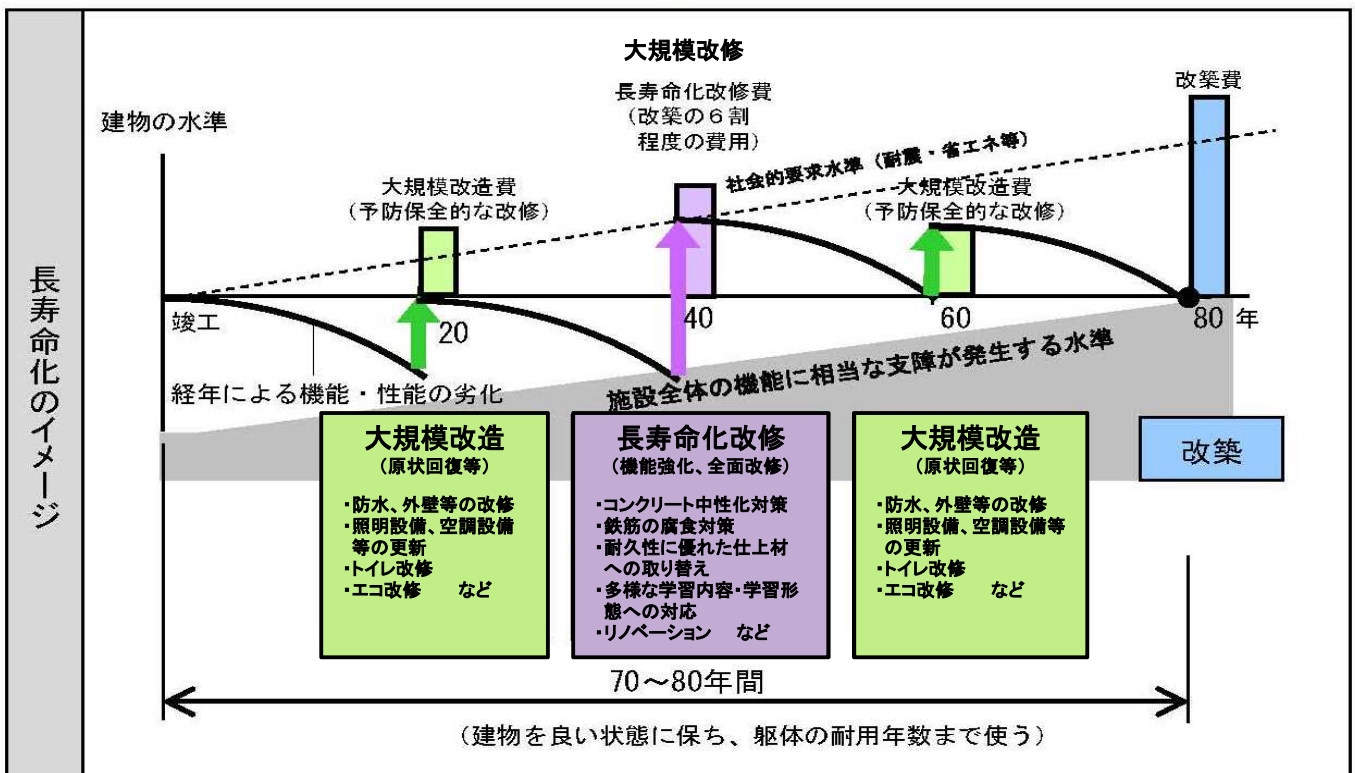 長寿命化のイメージ
大規模改修
長寿命化改修費
(改築の6割
程度の費用)
改築費
建物の水準
社会的要求水準(耐震・省エネ等)
大規模改造費
(予防保全的な改修)
大規模改造費
(予防保全的な改修)
竣工
20
40
60
80 年
経年による機能・性能の劣化
施設全体の機能に相当な支障が発生する水準
大規模改造
(原状回復等)
・防水、外壁等の改修
・照明設備、空調設備
等の更新
・トイレ改修
・エコ改修 など
長寿命化改修
(機能強化、全面改修)
・コンクリート中性化対策
・鉄筋の腐食対策
・耐久性に優れた仕上材
への取り替え
・多様な学習内容・学習形
態への対応
・リノベーション など
大規模改造
(原状回復等)
・防水、外壁等の改修
・照明設備、空調設備等
の更新
・トイレ改修
・エコ改修 など
改築
70~80年間
(建物を良い状態に保ち、躯体の耐用年数まで使う)